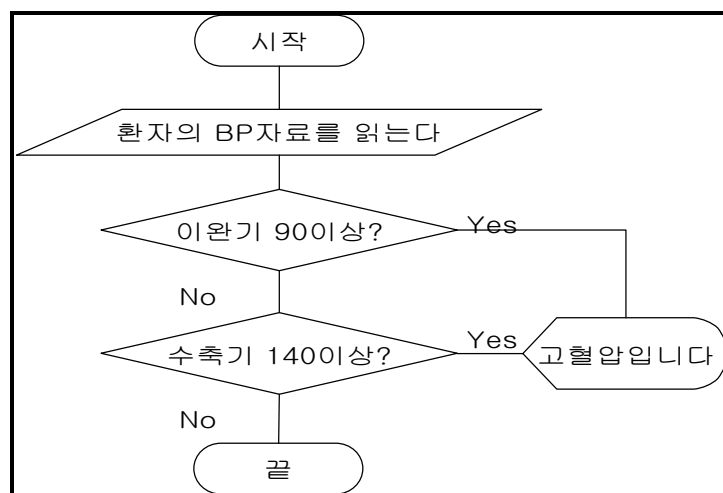 시작
환자의 BP자료를 읽는다
이완기 90이상?
Yes
No
수축기 140이상?
Yes
고혈압입니다
No
끝